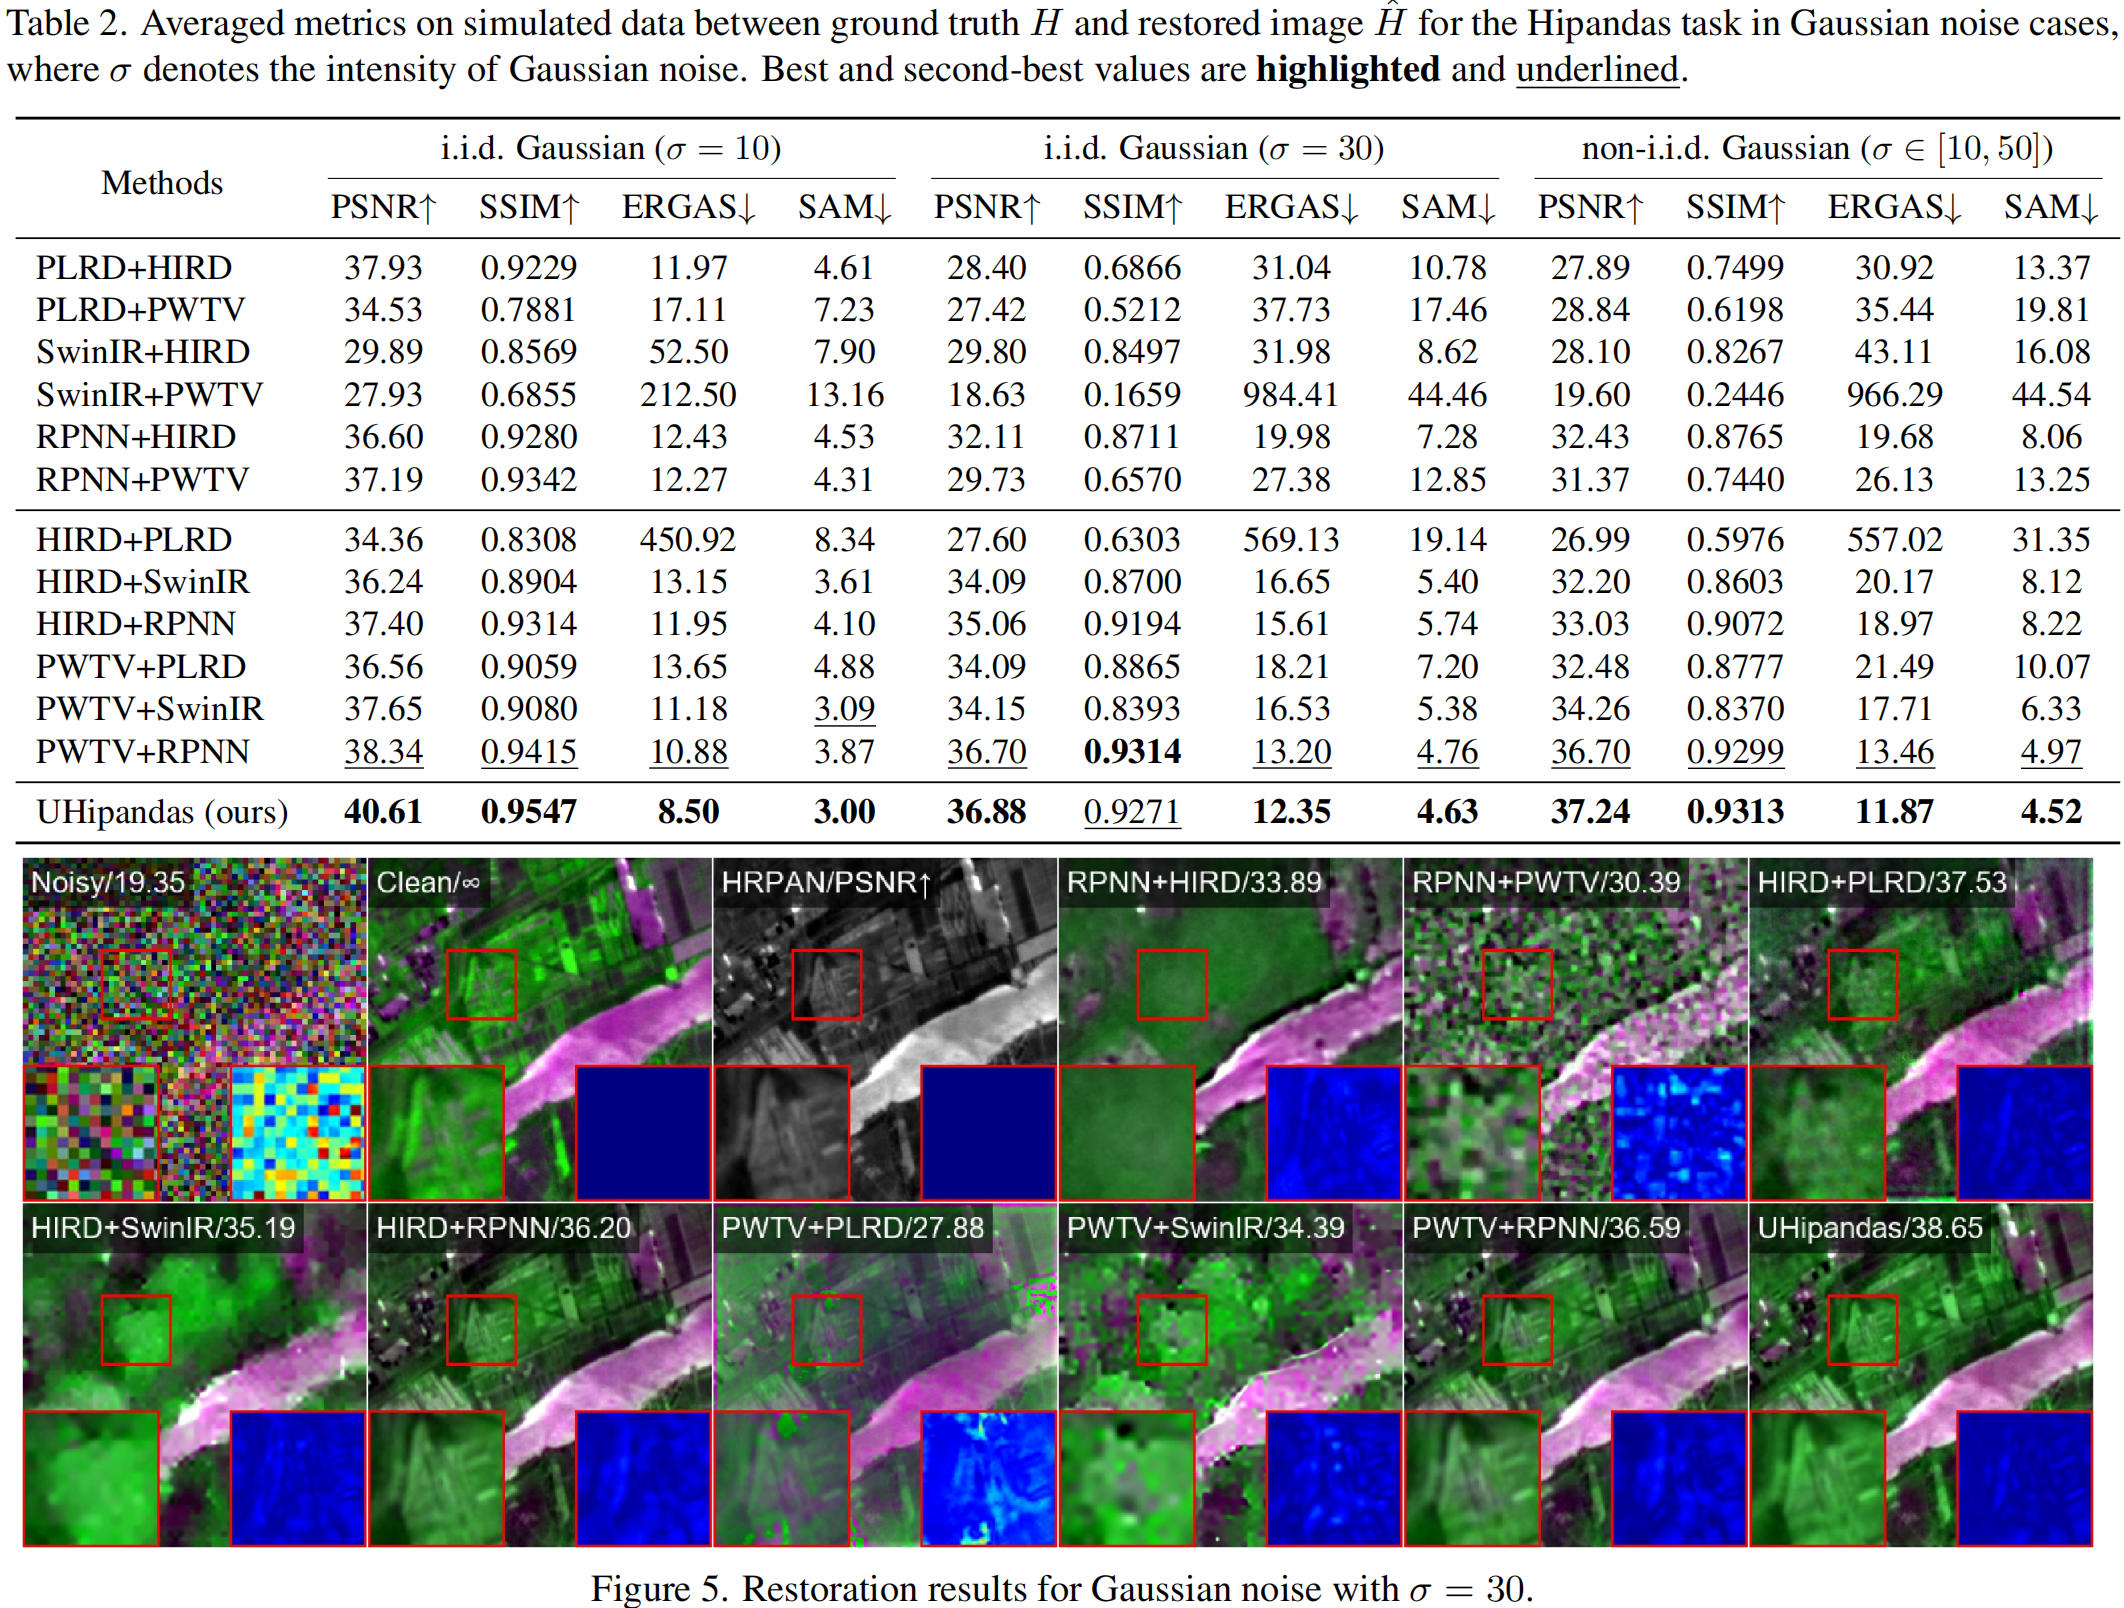 Table 2. Averaged metrics on simulated data between ground truth H and restored image Ĥ for the Hipandas task in Gaussian noise cases,
where σ denotes the intensity of Gaussian noise. Best and second-best values are highlighted and underlined.
Methods i.i.d. Gaussian (σ = 10) i.i.d. Gaussian (σ = 30) non-i.i.d. Gaussian (σ ∈ [10, 50])
PSNR↑ SSIM↑ ERGAS↓ SAM↓ PSNR↑ SSIM↑ ERGAS↓ SAM↓ PSNR↑ SSIM↑ ERGAS↓ SAM↓
PLRD+HIRD 37.93 0.9229 11.97 4.61 28.40 0.6866 31.04 10.78 27.89 0.7499 30.92 13.37
PLRD+PWTV 34.53 0.7881 17.11 7.23 27.42 0.5212 37.73 17.46 28.84 0.6198 35.44 19.81
SwinIR+HIRD 29.89 0.8569 52.50 7.90 29.80 0.8497 31.98 8.62 28.10 0.8267 43.11 16.08
SwinIR+PWTV 27.93 0.6855 212.50 13.16 18.63 0.1659 984.41 44.46 19.60 0.2446 966.29 44.54
RPNN+HIRD 36.60 0.9280 12.43 4.53 32.11 0.8711 19.98 7.28 32.43 0.8765 19.68 8.06
RPNN+PWTV 37.19 0.9342 12.27 4.31 29.73 0.6570 27.38 12.85 31.37 0.7440 26.13 13.25
HIRD+PLRD 34.36 0.8308 450.92 8.34 27.60 0.6303 569.13 19.14 26.99 0.5976 557.02 31.35
HIRD+SwinIR 36.24 0.8904 13.15 3.61 34.09 0.8700 16.65 5.40 32.20 0.8603 20.17 8.12
HIRD+RPNN 37.40 0.9314 11.95 4.10 35.06 0.9194 15.61 5.74 33.03 0.9072 18.97 8.22
PWTV+PLRD 36.56 0.9059 13.65 4.88 34.09 0.8865 18.21 7.20 32.48 0.8777 21.49 10.07
PWTV+SwinIR 37.65 0.9080 11.18 3.09 34.15 0.8393 16.53 5.38 34.26 0.8370 17.71 6.33
PWTV+RPNN 38.34 0.9415 10.88 3.87 36.70 0.9314 13.20 4.76 36.70 0.9299 13.46 4.97
UHipandas (ours) 40.61 0.9547 8.50 3.00 36.88 0.9271 12.35 4.63 37.24 0.9313 11.87 4.52
Noisy/19.35 Clean/∞ HRPAN/PSNR↑ RPNN+HIRD/33.89 RPNN+PWTV/30.39 HIRD+PLRD/37.53
HIRD+SwinIR/35.19 HIRD+RPNN/36.20 PWTV+PLRD/27.88 PWTV+SwinIR/34.39 PWTV+RPNN/36.59 UHipandas/38.65
Figure 5. Restoration results for Gaussian noise with σ = 30.